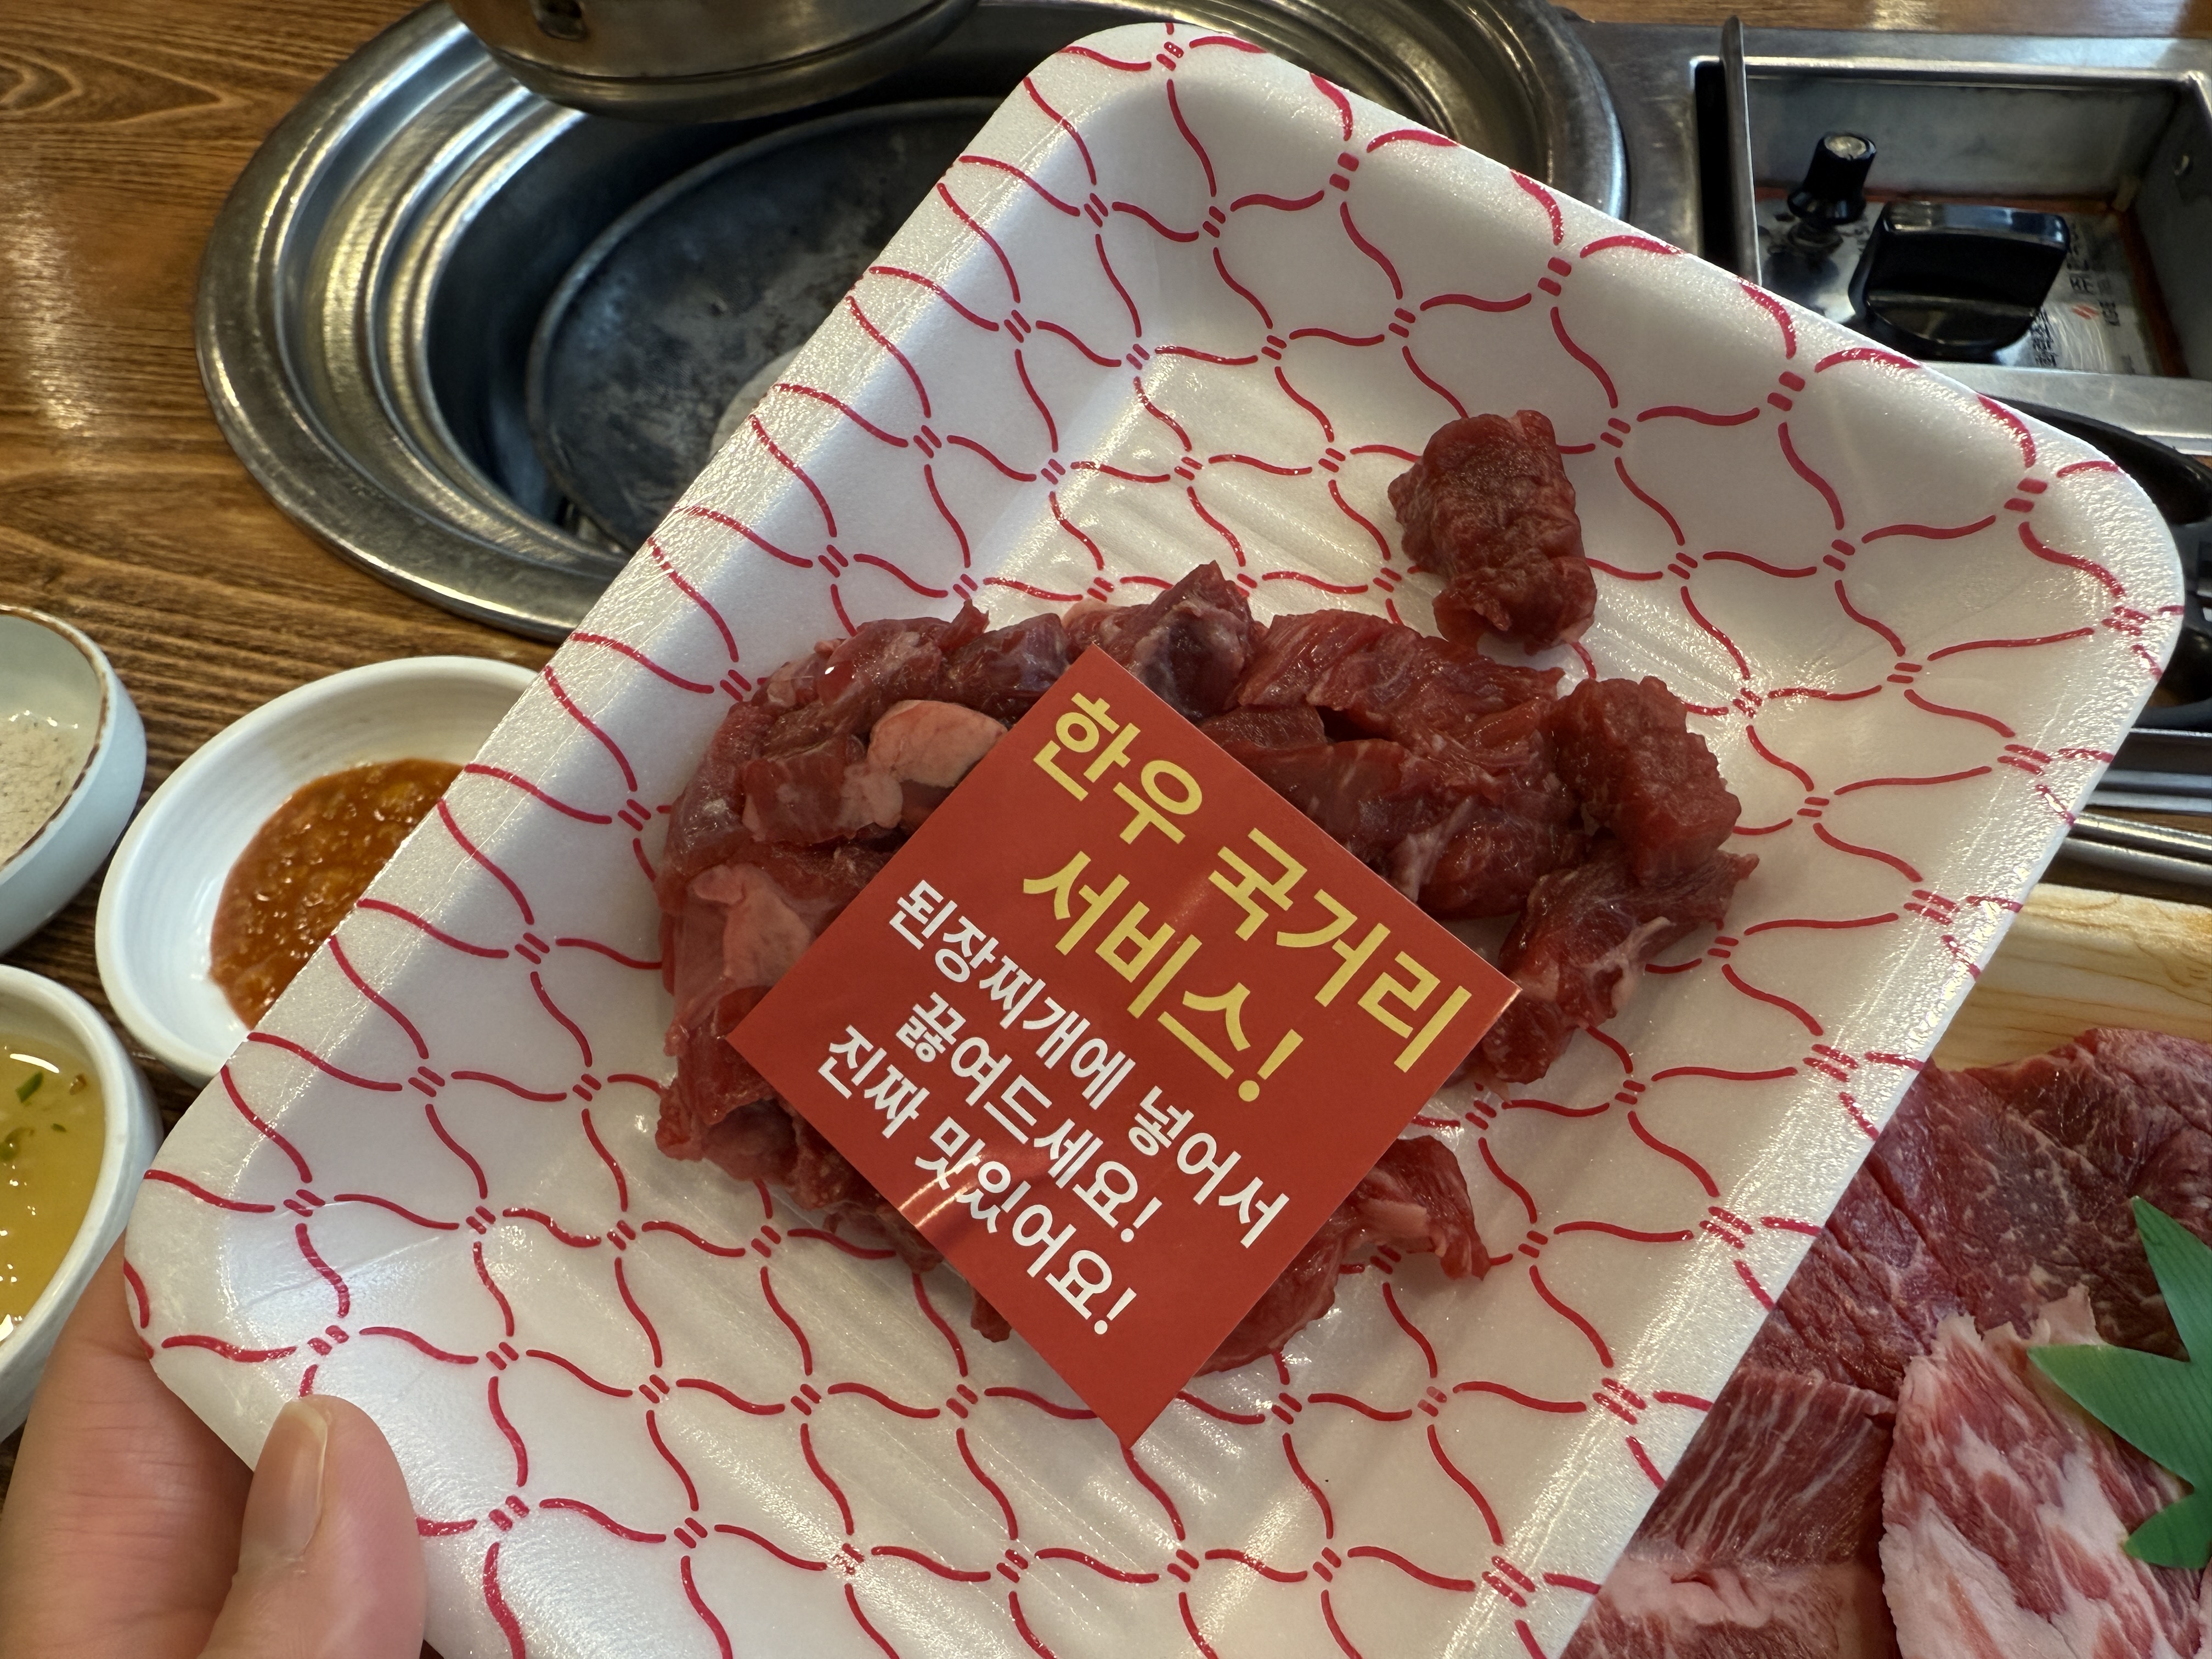 한우 국거리
서비스!
된장찌개에 넣어서
끓여드세요!
진짜 맛있어요!